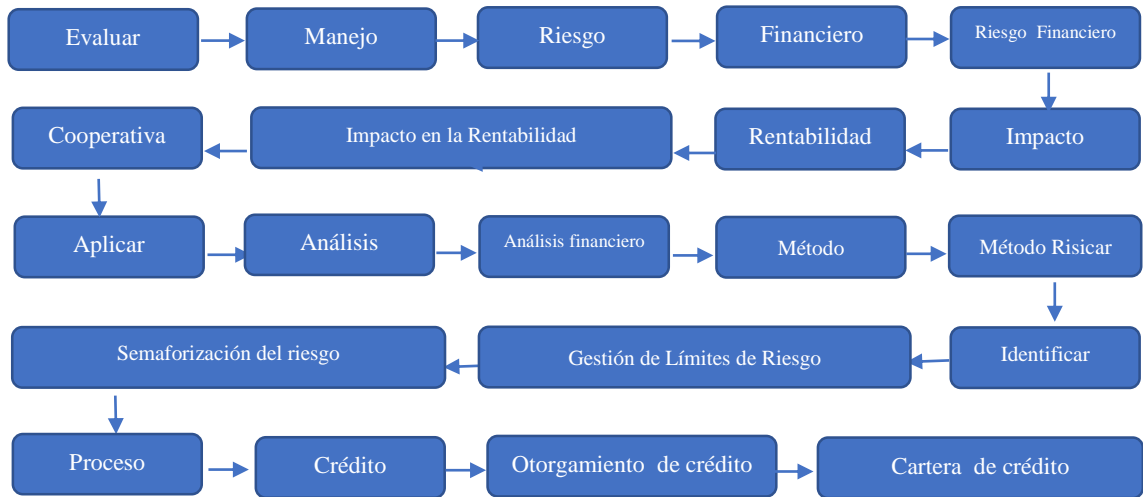 Evaluar
Manejo
Riesgo
Financiero
Riesgo Financiero
Impacto
Rentabilidad
Impacto en la Rentabilidad
Cooperativa
Aplicar
Análisis
Análisis financiero
Método
Método Risicar
Identificar
Gestión de Límites de Riesgo
Semaforización del riesgo
Proceso
Crédito
Otorgamiento de crédito
Cartera de crédito